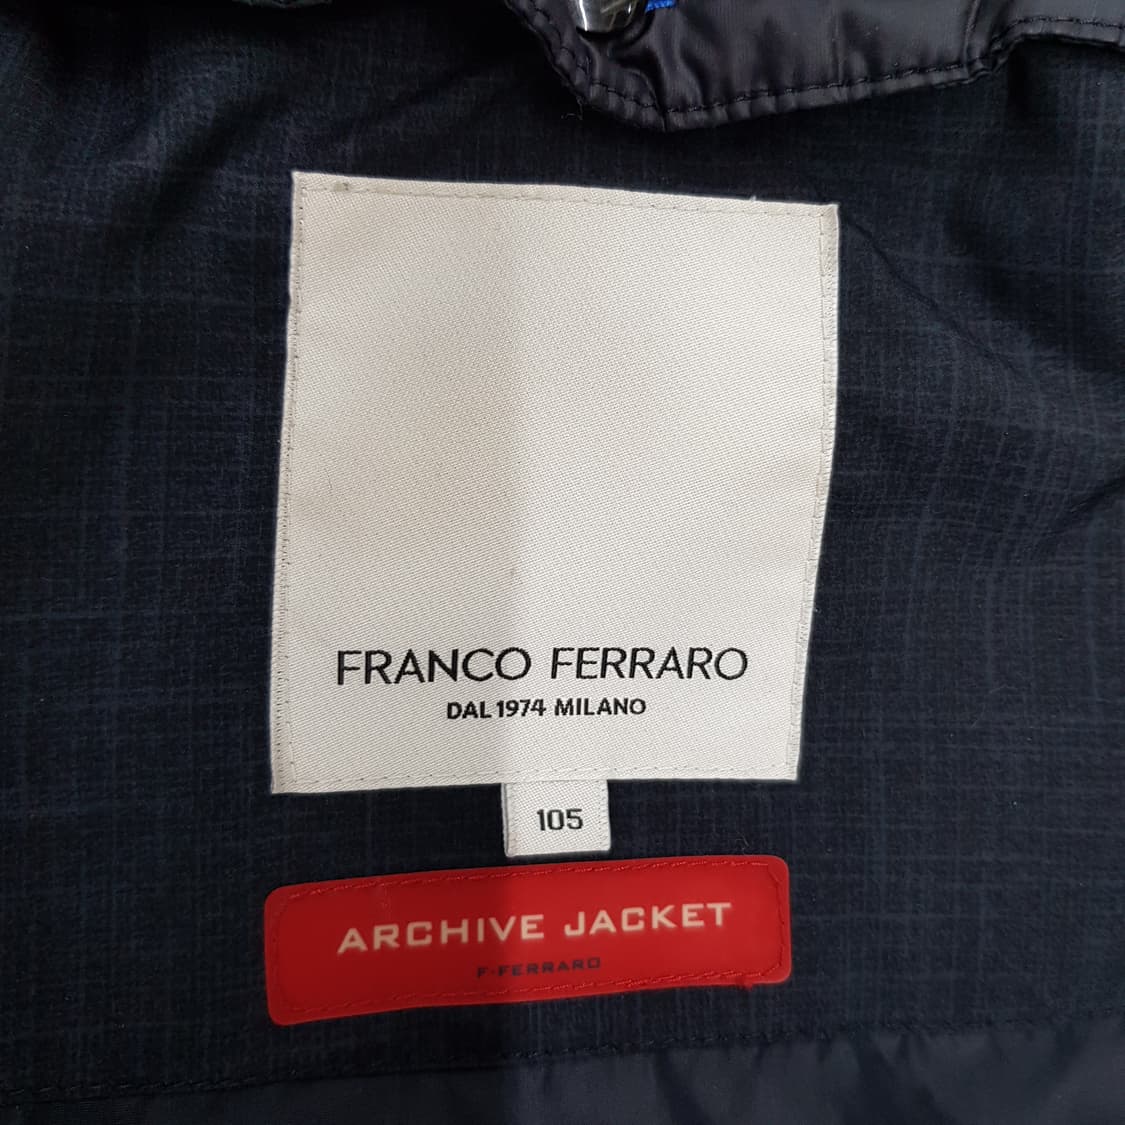 FRANCO FERRARO
DAL 1974 MILANO
105
ARCHIVE JACKET
F·FERRARO